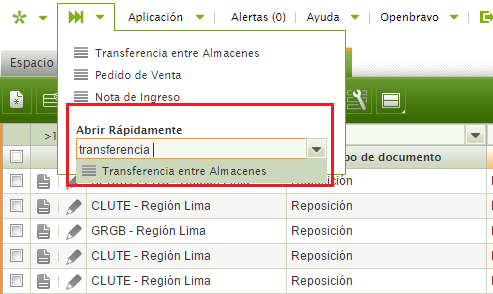 Aplicación Alertas (0) Ayuda Openbravo
Transferencia entre Almacenes
Espacio
Pedido de Venta
Nota de Ingreso
Abrir Rápidamente
>1
transferencia
po de documento
Transferencia entre Almacenes
Reposición
CLUTE - Región Lima Reposición
GRGB - Región Lima Reposición
CLUTE - Región Lima Reposición
CLUTE - Región Lima Reposición